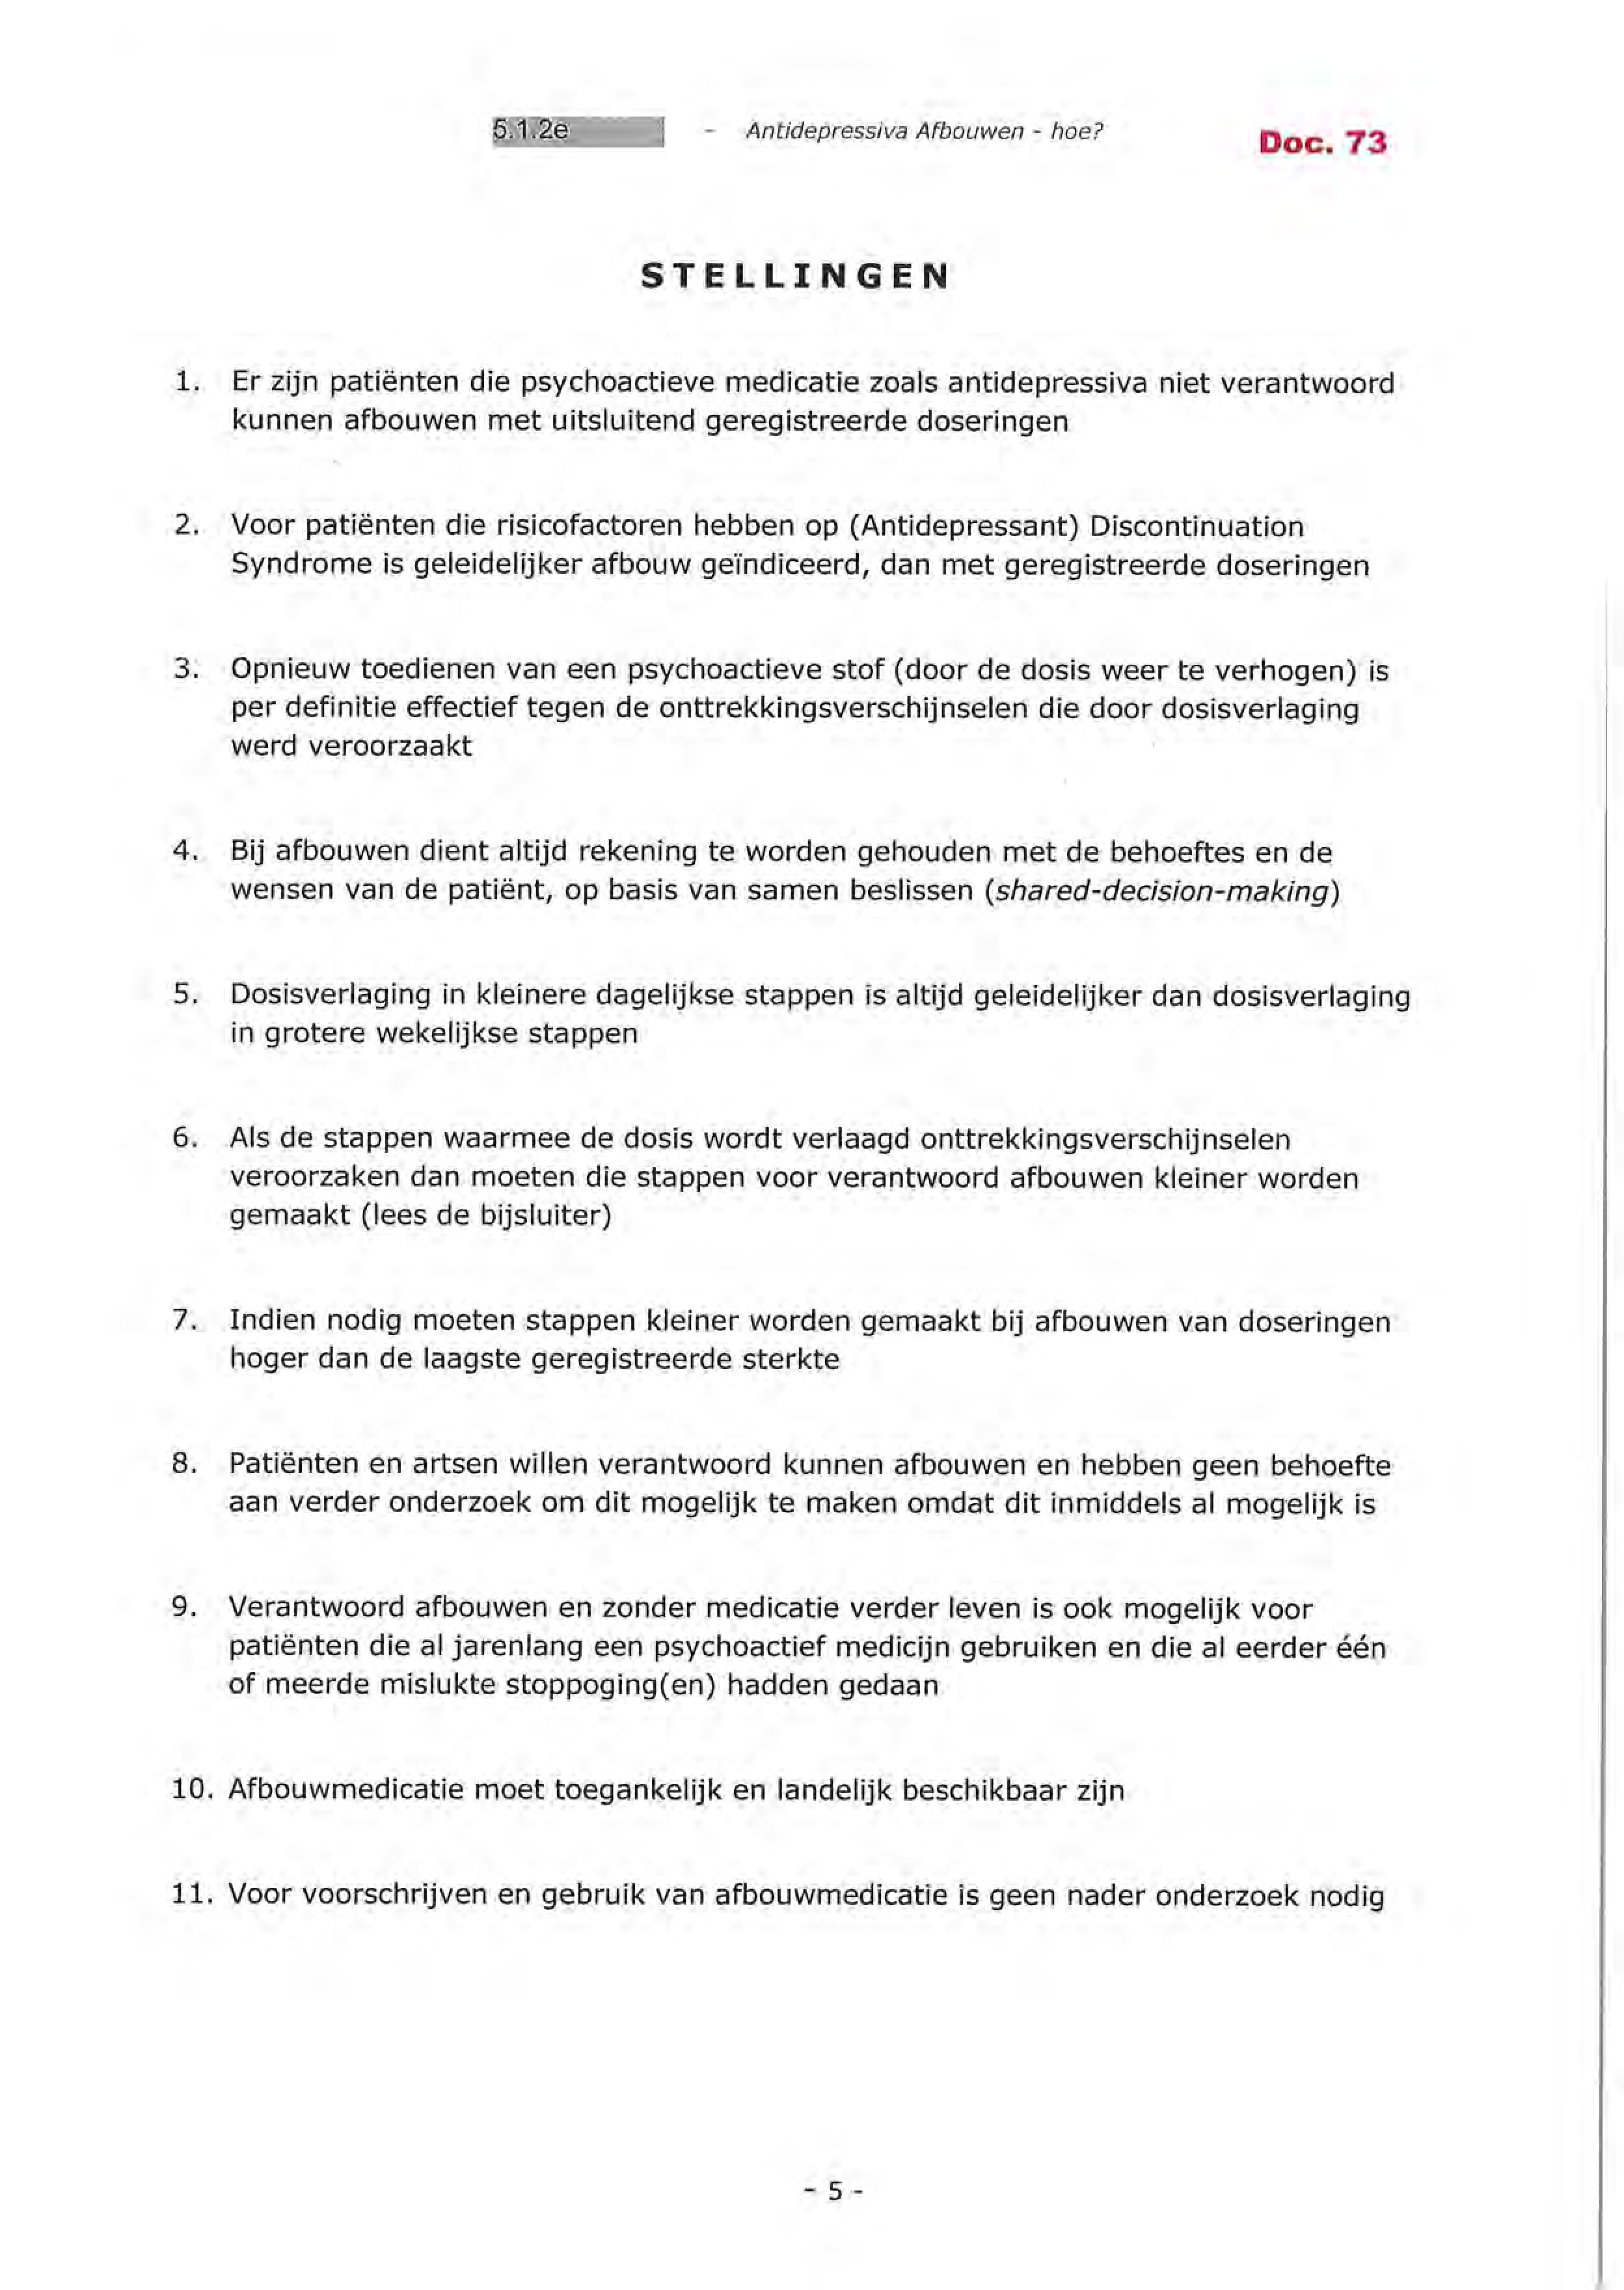 5.1.2e - Antidepressiva Afbouwen - hoe?
Doc. 73
STELLINGEN
1. Er zijn patiënten die psychoactieve medicatie zoals antidepressiva niet verantwoord
kunnen afbouwen met uitsluitend geregistreerde doseringen
2. Voor patiënten die risicofactoren hebben op (Antidepressant) Discontinuation
Syndrome is geleidelijker afbouw geïndiceerd, dan met geregistreerde doseringen
3. Opnieuw toedienen van een psychoactieve stof (door de dosis weer te verhogen) is
per definitie effectief tegen de onttrekkingsverschijnselen die door dosisverlaging
werd veroorzaakt
4. Bij afbouwen dient altijd rekening te worden gehouden met de behoeftes en de
wensen van de patiënt, op basis van samen beslissen (shared-decision-making)
5. Dosisverlaging in kleinere dagelijkse stappen is altijd geleidelijker dan dosisverlaging
in grotere wekelijkse stappen
6. Als de stappen waarmee de dosis wordt verlaagd onttrekkingsverschijnselen
veroorzaken dan moeten die stappen voor verantwoord afbouwen kleiner worden
gemaakt (lees de bijsluiter)
7. Indien nodig moeten stappen kleiner worden gemaakt bij afbouwen van doseringen
hoger dan de laagste geregistreerde sterkte
8. Patiënten en artsen willen verantwoord kunnen afbouwen en hebben geen behoefte
aan verder onderzoek om dit mogelijk te maken omdat dit inmiddels al mogelijk is
9. Verantwoord afbouwen en zonder medicatie verder leven is ook mogelijk voor
patiënten die al jarenlang een psychoactief medicijn gebruiken en die al eerder één
of meerde mislukte stoppoging(en) hadden gedaan
10. Afbouwmedicatie moet toegankelijk en landelijk beschikbaar zijn
11. Voor voorschrijven en gebruik van afbouwmedicatie is geen nader onderzoek nodig
- 5 -